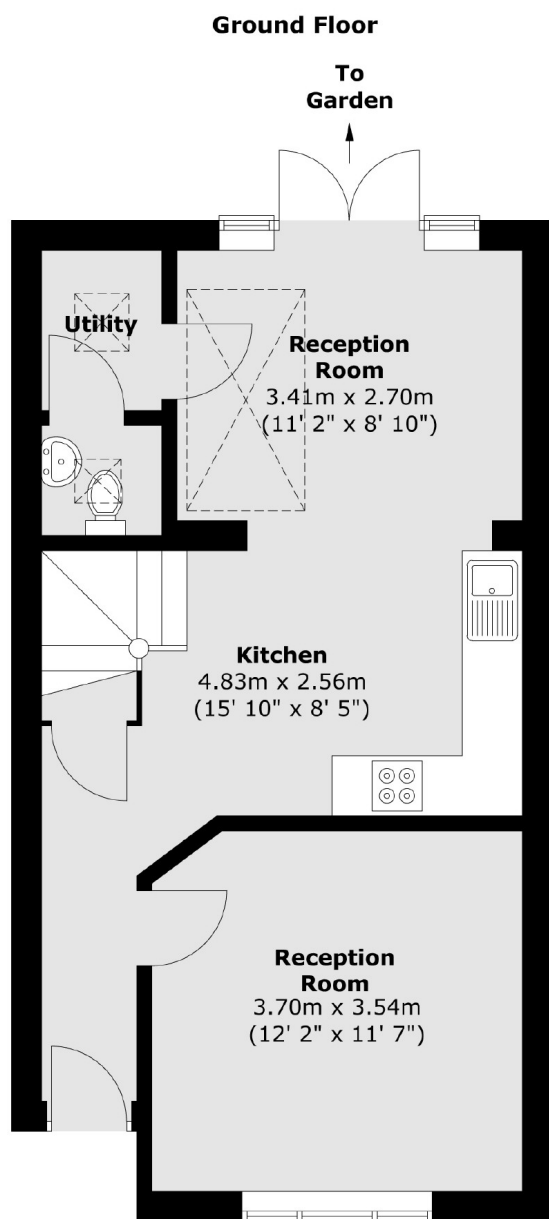 Ground Floor
To
Garden
Utility
Reception
Room
3.41m x 2.70m
(11' 2" x 8' 10")
Kitchen
4.83m x 2.56m
(15' 10" x 8' 5")
Reception
Room
3.70m x 3.54m
(12' 2" x 11' 7")